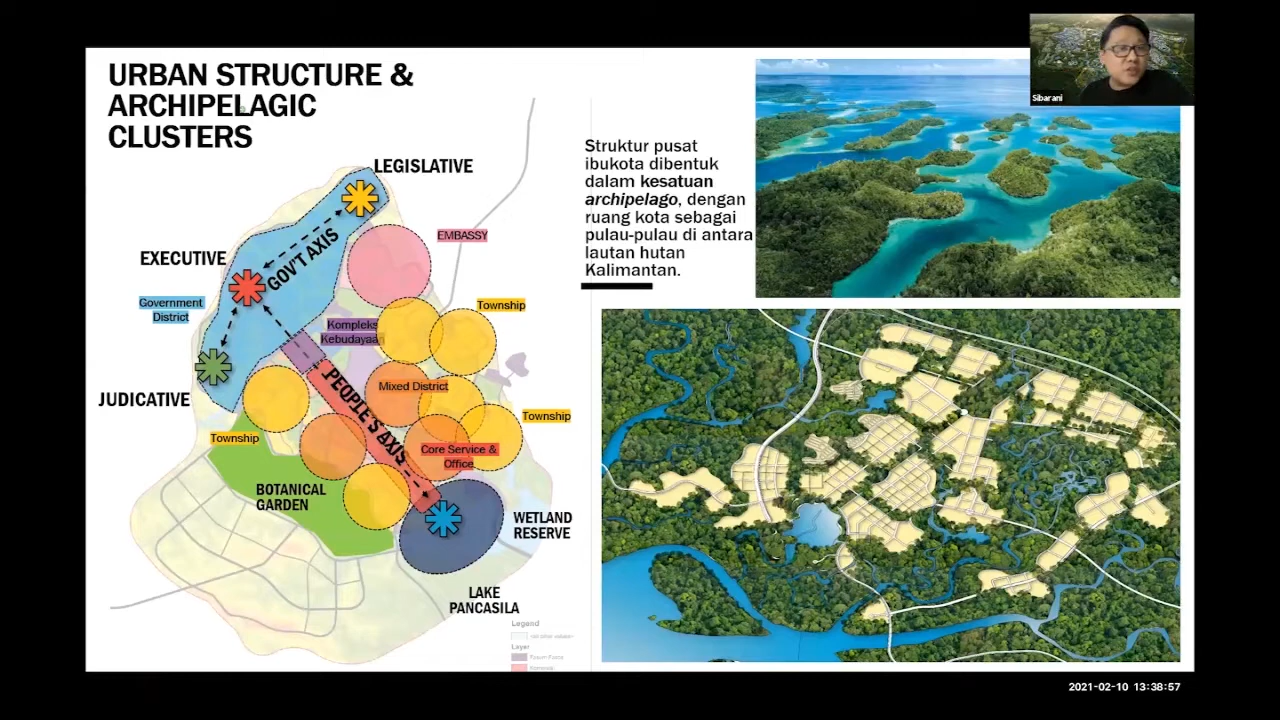 URBAN STRUCTURE &
ARCHIPELAGIC
CLUSTERS
LEGISLATIVE
EMBASSY
EXECUTIVE
GOV'T AXIS
Government
District
Township
Kompleks
Kebudayaan
JUDICATIVE
PEOPLE'S AXIS
Mixed District
Township
Township
Core Service &
Office
BOTANICAL
GARDEN
WETLAND
RESERVE
LAKE
PANCASILA
Legend
Layer
Struktur pusat
ibukota dibentuk
dalam kesatuan
archipelago, dengan
ruang kota sebagai
pulau-pulau di antara
lautan hutan
Kalimantan.
Sibarani
2021-02-10 13:38:57